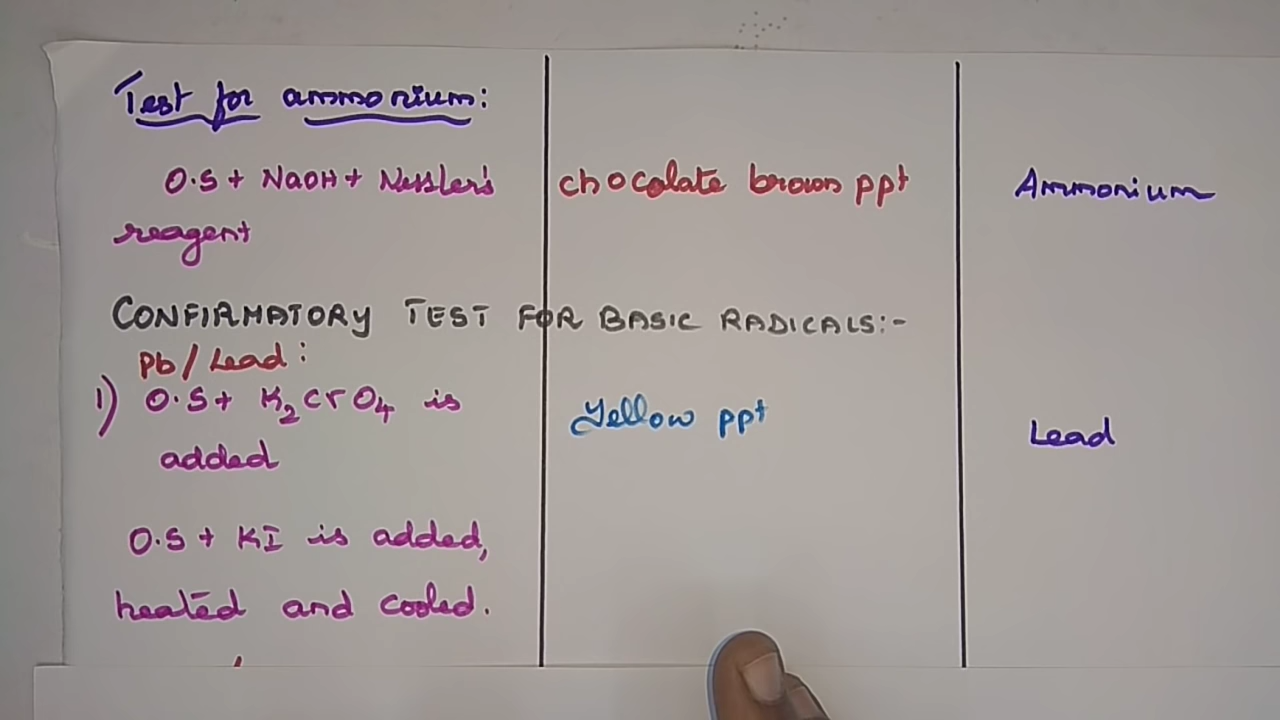 Test for ammonium:
O.S + NaOH + Nessler's
reagent
chocolate brown ppt
Ammonium
CONFIRMATORY TEST FOR BASIC RADICALS:-
Pb / Lead :
1) O.S + K₂CrO₄ is
added
Yellow ppt
Lead
O.S + KI is added,
heated and cooled.